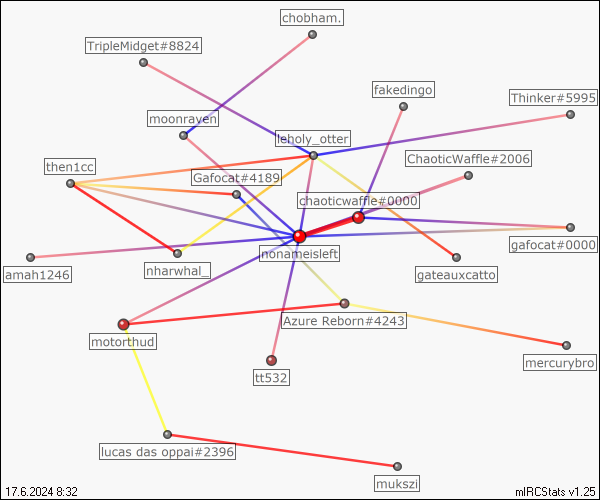 chobham.
TripleMidget#8824
fakedingo
Thinker#5995
moonraven
leholy_otter
ChaoticWaffle#2006
then1cc
Gafocat#4189
chaoticwaffle#0000
gafocat#0000
nonameisleft
amah1246
nharwhal_
gateauxcatto
Azure Reborn#4243
motorthud
mercurybro
tt532
lucas das oppai#2396
mukszi
17.6.2024 8:32
mIRCStats v1.25